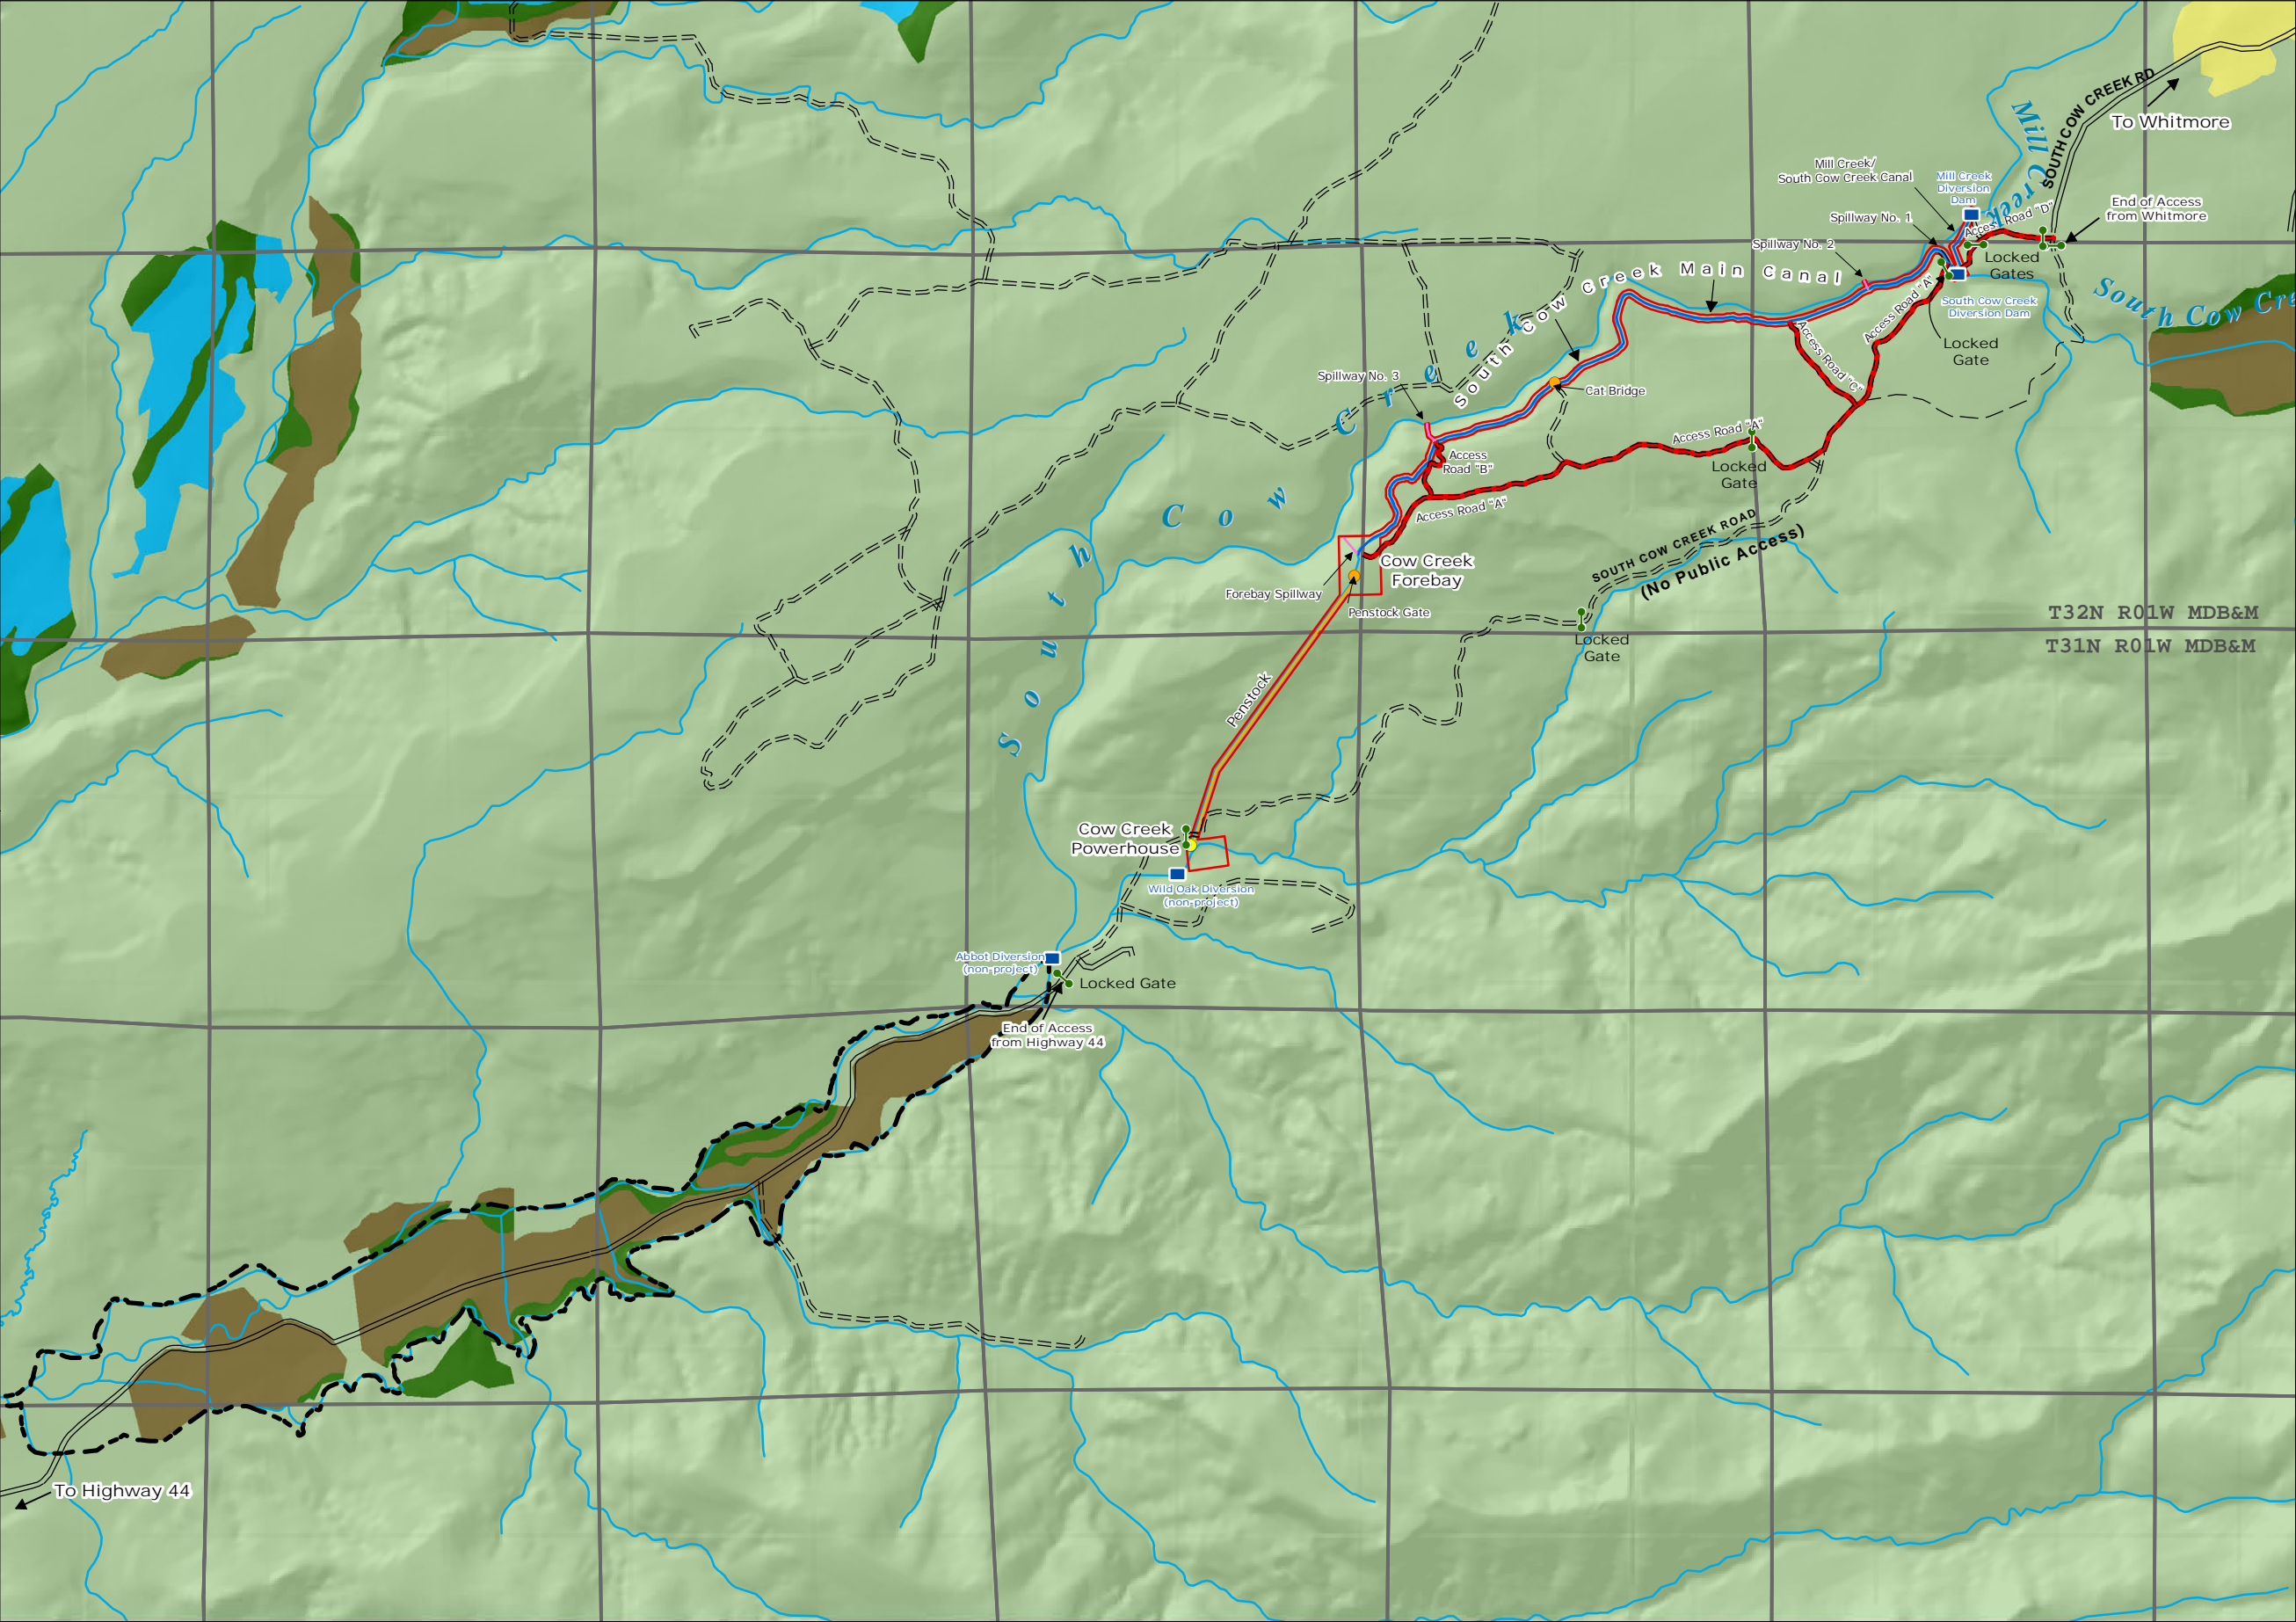 SOUTH COW CREEK RD
To Whitmore
Mill Creek
Mill Creek/
South Cow Creek Canal
Mill Creek
Diversion
Dam
End of Access
from Whitmore
Spillway No. 1
Access Road "D"
Spillway No. 2
Locked
Gates
South Cow Creek Main Canal
Access Road "A"
South Cow Creek
Diversion Dam
South Cow Cre
Locked
Gate
Access Road "C"
Spillway No. 3
Cat Bridge
South Cow Creek
Access Road "A"
Access
Road "B"
Locked
Gate
Access Road "A"
SOUTH COW CREEK ROAD
(No Public Access)
Cow Creek
Forebay
Forebay Spillway
Penstock Gate
T32N R01W MDB&M
T31N R01W MDB&M
Locked
Gate
Penstock
Cow Creek
Powerhouse
Wild Oak Diversion
(non-project)
Abbot Diversion
(non-project)
Locked Gate
End of Access
from Highway 44
To Highway 44